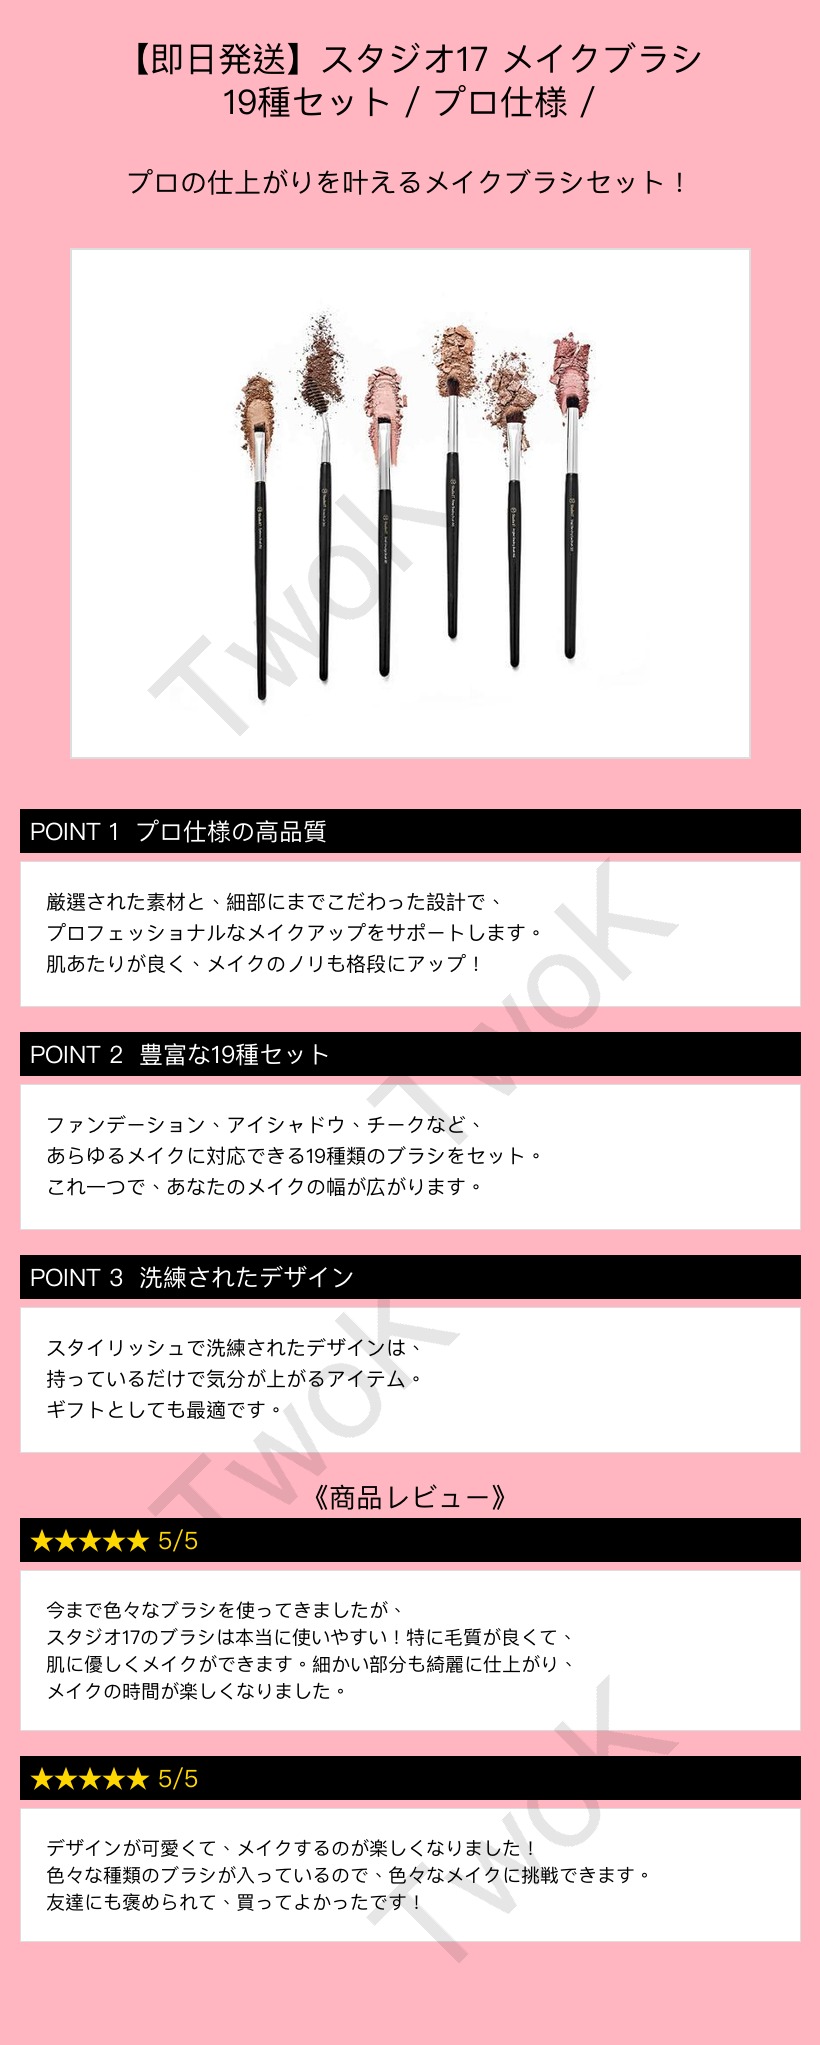 【即日発送】スタジオ17 メイクブラシ
19種セット / プロ仕様 /
プロの仕上がりを叶えるメイクブラシセット！
TwoK
POINT 1 プロ仕様の高品質
厳選された素材と、細部にまでこだわった設計で、
プロフェッショナルなメイクアップをサポートします。
肌あたりが良く、メイクのノリも格段にアップ！
TwoK
POINT 2 豊富な19種セット
ファンデーション、アイシャドウ、チークなど、
あらゆるメイクに対応できる19種類のブラシをセット。
これ一つで、あなたのメイクの幅が広がります。
POINT 3 洗練されたデザイン
スタイリッシュで洗練されたデザインは、
持っているだけで気分が上がるアイテム。
ギフトとしても最適です。
TwoK
《商品レビュー》
★★★★★ 5/5
今まで色々なブラシを使ってきましたが、
スタジオ17のブラシは本当に使いやすい！特に毛質が良くて、
肌に優しくメイクができます。細かい部分も綺麗に仕上がり、
メイクの時間が楽しくなりました。
★★★★★ 5/5
デザインが可愛くて、メイクするのが楽しくなりました！
色々な種類のブラシが入っているので、色々なメイクに挑戦できます。
友達にも褒められて、買ってよかったです！
TwoK